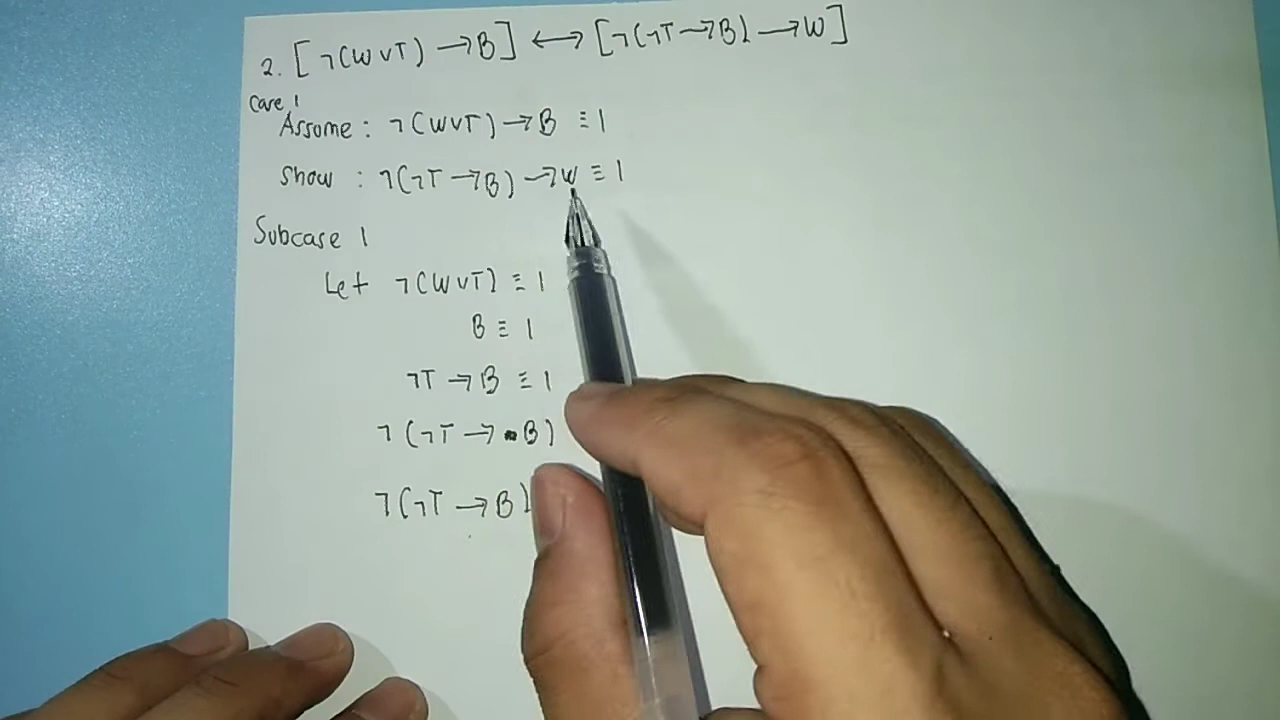 2. [¬(W∨T) → B] ↔ [¬(¬T → B) → W]
Case 1
Assume : ¬(W∨T) → B ≡ 1
Show : ¬(¬T → B) → W ≡ 1
Subcase 1
Let ¬(W∨T) ≡ 1
B ≡ 1
¬T → B ≡ 1
¬(¬T → B)
¬(¬T → B)